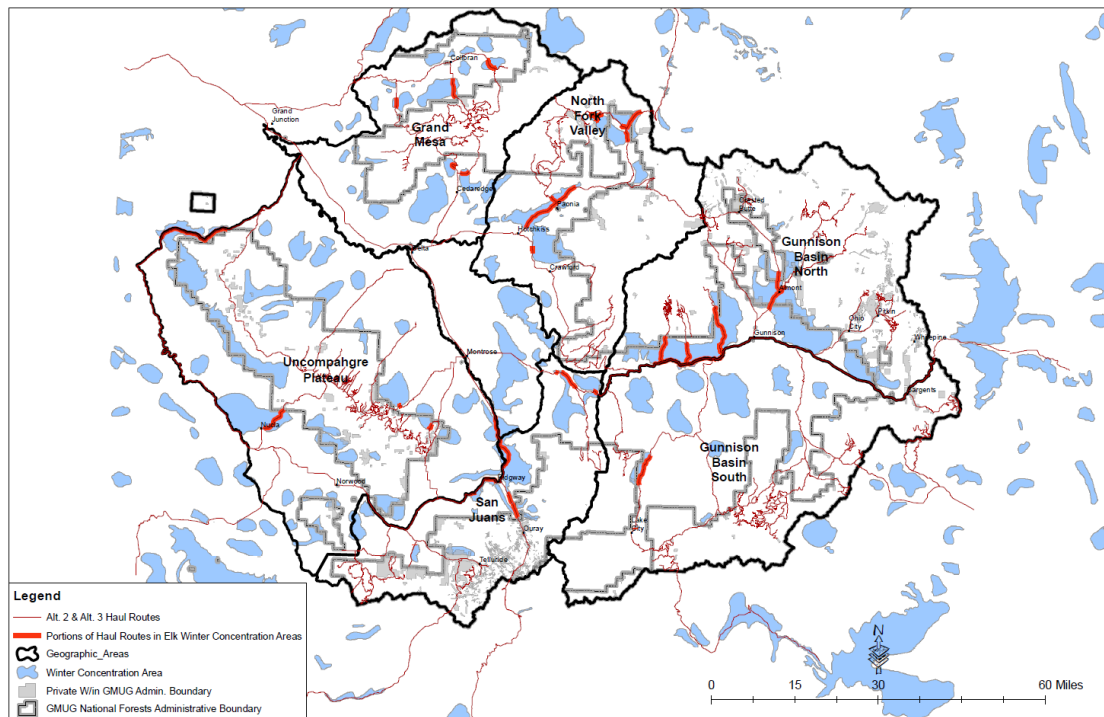 Colbran
Grand
Junction
Grand
Mesa
North
Fork
Valley
Cedaredge
Paonia
Hotchkiss
Crawford
Crested
Butte
Gunnison
Basin
North
Almont
Ohio
City
Pitkin
Gunnison
Whitepine
Sargents
Montrose
Uncompahgre
Plateau
Nucla
Norwood
Ridgway
San
Juans
Ouray
Telluride
Gunnison
Basin
South
Lake
City
N
0 15 30 60 Miles
Legend
Alt. 2 & Alt. 3 Haul Routes
Portions of Haul Routes in Elk Winter Concentration Areas
Geographic_Areas
Winter Concentration Area
Private W/in GMUG Admin. Boundary
GMUG National Forests Administrative Boundary